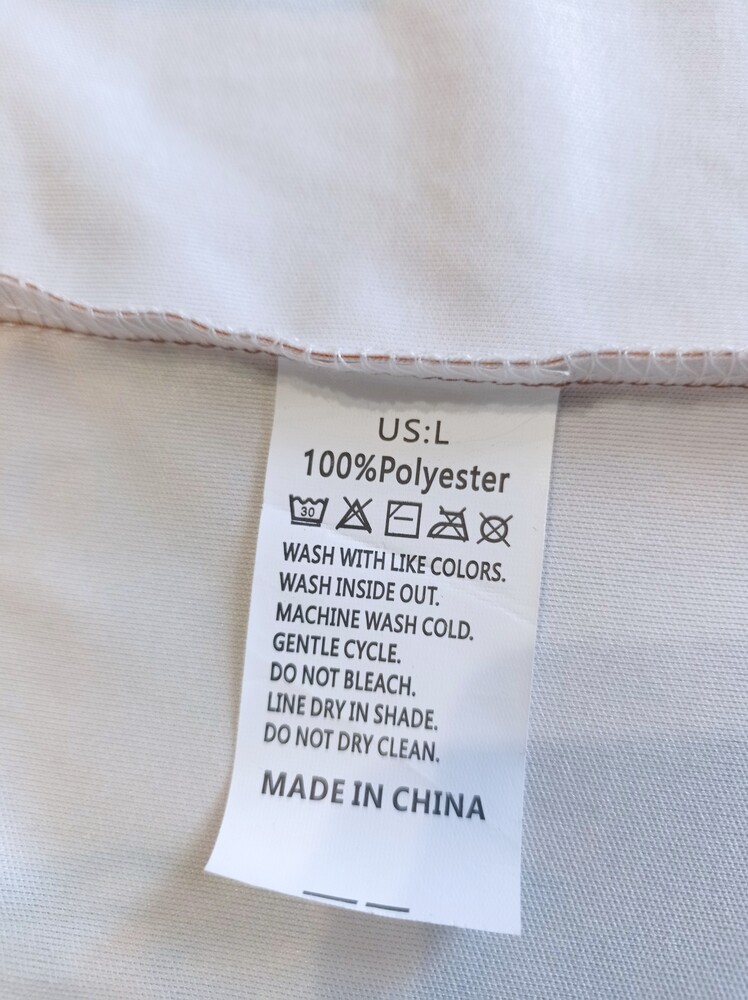 US:L
100%Polyester
30
WASH WITH LIKE COLORS.
WASH INSIDE OUT.
MACHINE WASH COLD.
GENTLE CYCLE.
DO NOT BLEACH.
LINE DRY IN SHADE.
DO NOT DRY CLEAN.
MADE IN CHINA